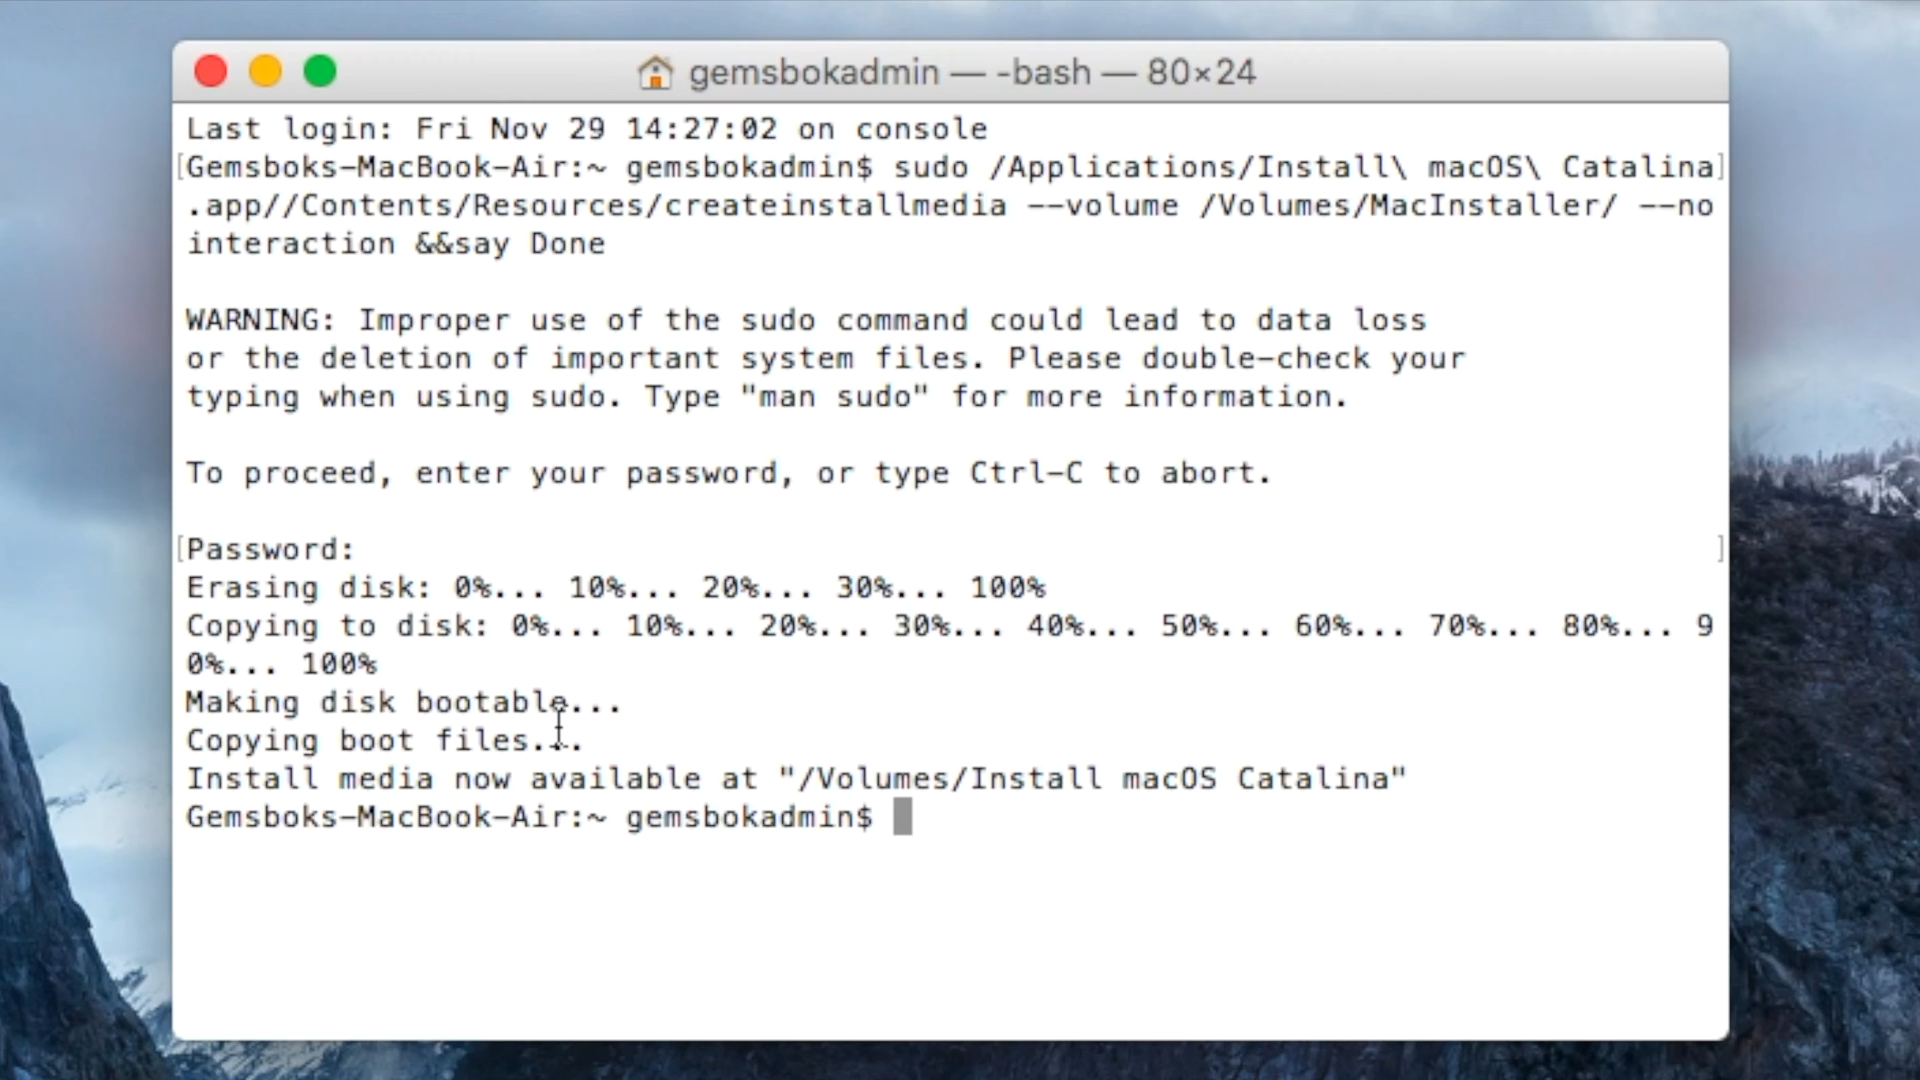 gemsbokadmin — -bash — 80×24
Last login: Fri Nov 29 14:27:02 on console
[Gemsboks-MacBook-Air:~ gemsbokadmin$ sudo /Applications/Install\ macOS\ Catalina]
.app//Contents/Resources/createinstallmedia --volume /Volumes/MacInstaller/ --no
interaction &&say Done
WARNING: Improper use of the sudo command could lead to data loss
or the deletion of important system files. Please double-check your
typing when using sudo. Type "man sudo" for more information.
To proceed, enter your password, or type Ctrl-C to abort.
[Password: ]
Erasing disk: 0%... 10%... 20%... 30%... 100%
Copying to disk: 0%... 10%... 20%... 30%... 40%... 50%... 60%... 70%... 80%... 9
0%... 100%
Making disk bootable...
Copying boot files...
Install media now available at "/Volumes/Install macOS Catalina"
Gemsboks-MacBook-Air:~ gemsbokadmin$